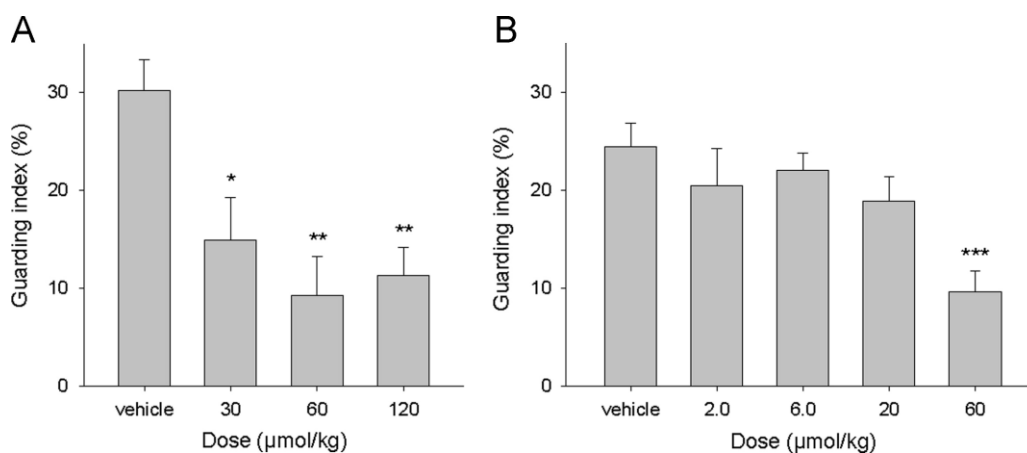 A
Guarding index (%)
30
20
10
0
*
**
**
vehicle 30 60 120
Dose (µmol/kg)
B
Guarding index (%)
30
20
10
0
***
vehicle 2.0 6.0 20 60
Dose (µmol/kg)